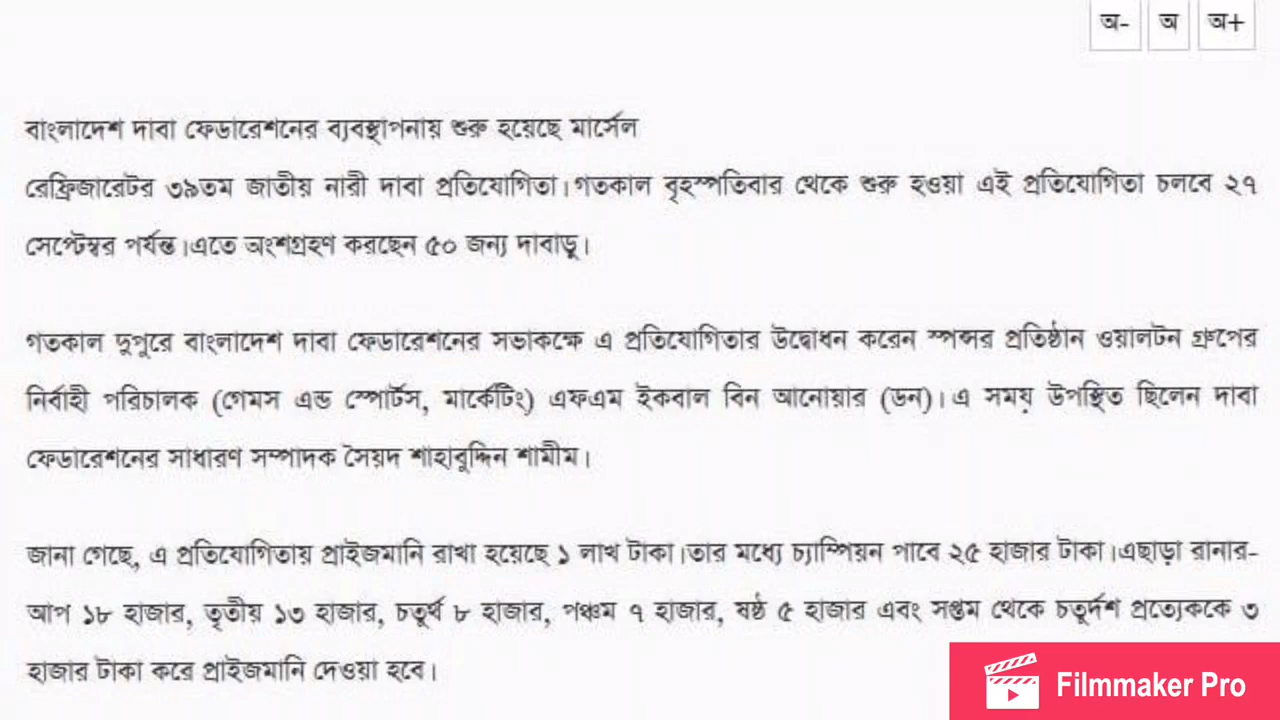 অ- অ অ+
বাংলাদেশ দাবা ফেডারেশনের ব্যবস্থাপনায় শুরু হয়েছে মার্সেল
রেফ্রিজারেটর ৩৯তম জাতীয় নারী দাবা প্রতিযোগিতা। গতকাল বৃহস্পতিবার থেকে শুরু হওয়া এই প্রতিযোগিতা চলবে ২৭
সেপ্টেম্বর পর্যন্ত। এতে অংশগ্রহণ করছেন ৫০ জন্য দাবাড়ু।
গতকাল দুপুরে বাংলাদেশ দাবা ফেডারেশনের সভাকক্ষে এ প্রতিযোগিতার উদ্বোধন করেন স্পন্সর প্রতিষ্ঠান ওয়ালটন গ্রুপের
নির্বাহী পরিচালক (গেমস এন্ড স্পোর্টস, মার্কেটিং) এফএম ইকবাল বিন আনোয়ার (ডন)। এ সময় উপস্থিত ছিলেন দাবা
ফেডারেশনের সাধারণ সম্পাদক সৈয়দ শাহাবুদ্দিন শামীম।
জানা গেছে, এ প্রতিযোগিতায় প্রাইজমানি রাখা হয়েছে ১ লাখ টাকা। তার মধ্যে চ্যাম্পিয়ন পাবে ২৫ হাজার টাকা। এছাড়া রানার-
আপ ১৮ হাজার, তৃতীয় ১৩ হাজার, চতুর্থ ৮ হাজার, পঞ্চম ৭ হাজার, ষষ্ঠ ৫ হাজার এবং সপ্তম থেকে চতুর্দশ প্রত্যেককে ৩
হাজার টাকা করে প্রাইজমানি দেওয়া হবে।
Filmmaker Pro